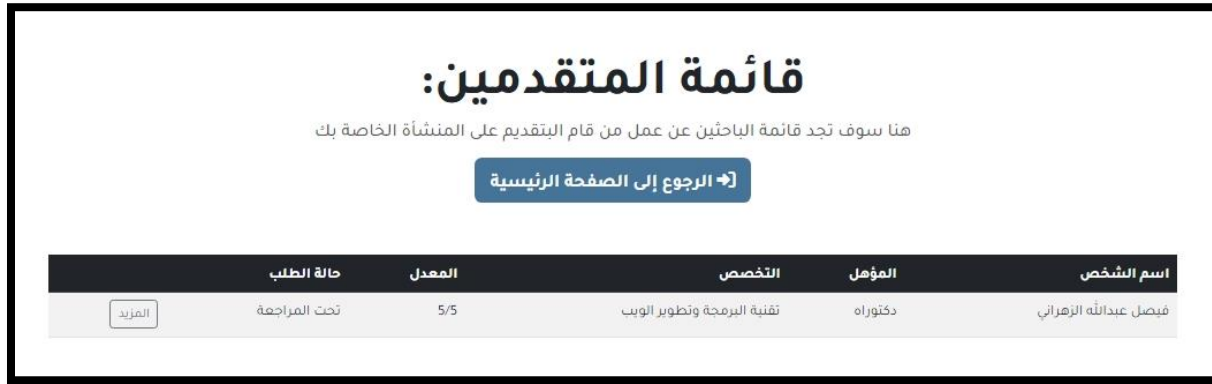 قائمة المتقدمين:
هنا سوف تجد قائمة الباحثين عن عمل من قام البتقديم على المنشأة الخاصة بك
الرجوع إلى الصفحة الرئيسية
اسم الشخص المؤهل التخصص المعدل حالة الطلب
فيصل عبدالله الزهراني دكتوراه تقنية البرمجة وتطوير الويب 5/5 تحت المراجعة المزيد